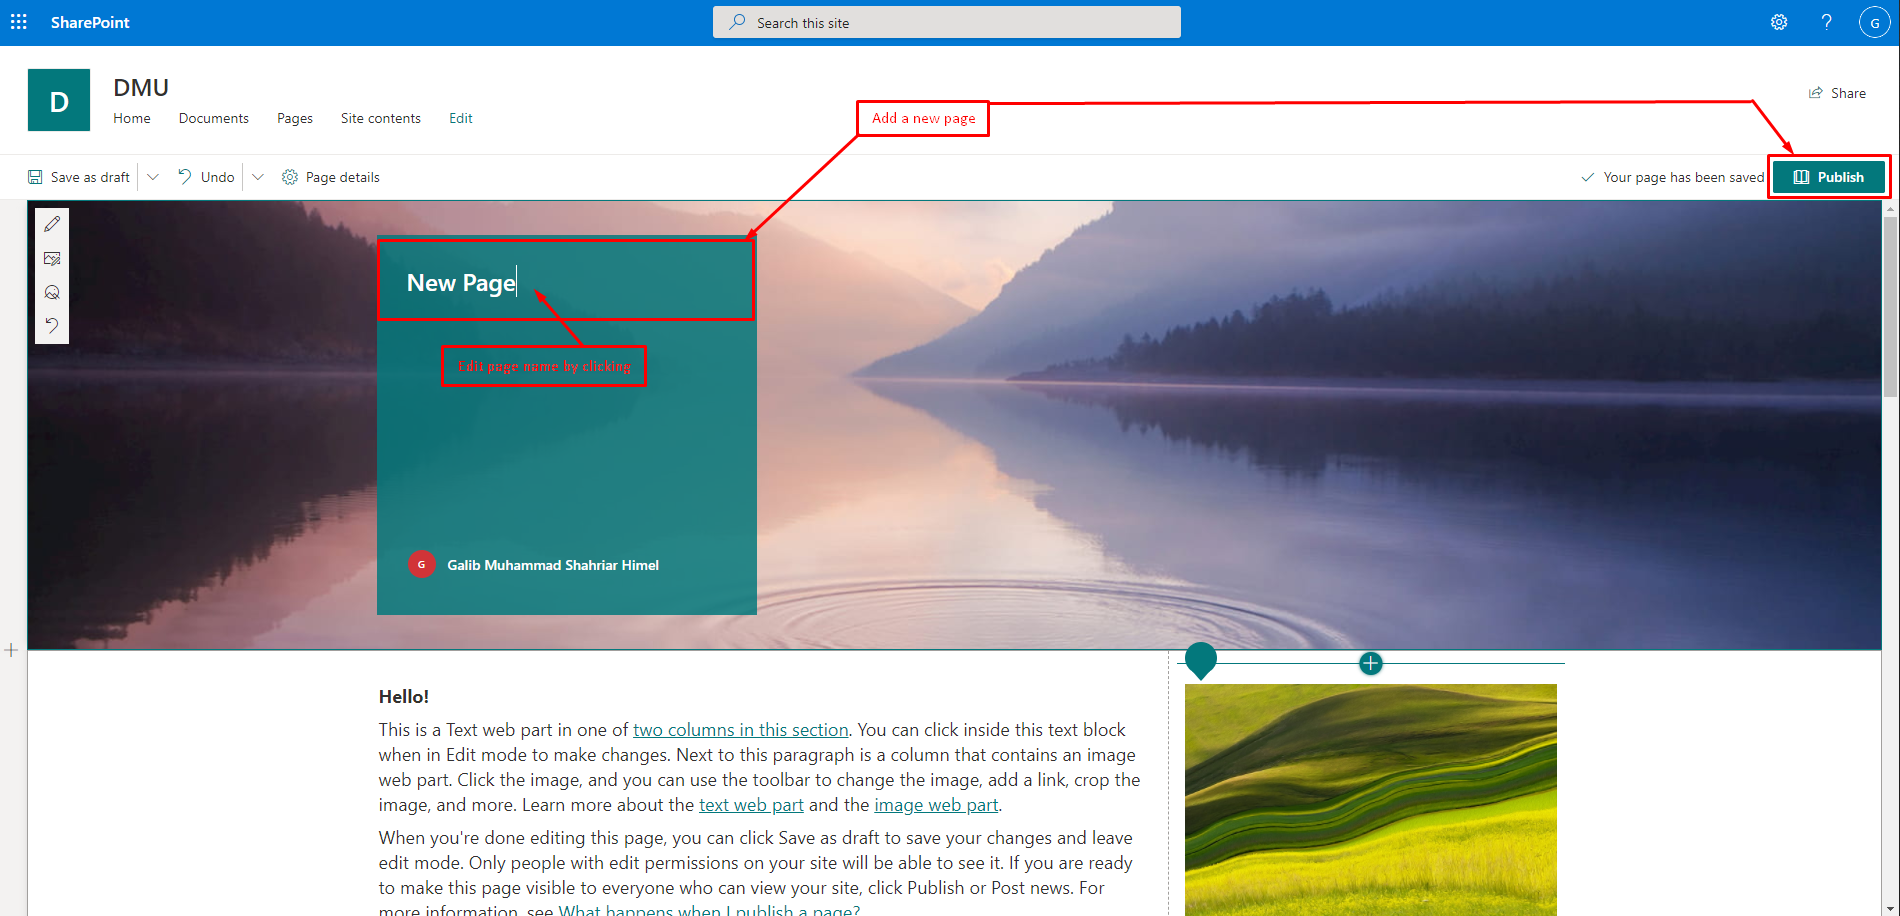 SharePoint
Search this site
G
D
DMU
Home Documents Pages Site contents Edit
Add a new page
Share
Save as draft Undo Page details
Your page has been saved
Publish
New Page
Edit page name by clicking
G
Galib Muhammad Shahriar Himel
Hello!
This is a Text web part in one of two columns in this section. You can click inside this text block
when in Edit mode to make changes. Next to this paragraph is a column that contains an image
web part. Click the image, and you can use the toolbar to change the image, add a link, crop the
image, and more. Learn more about the text web part and the image web part.
When you're done editing this page, you can click Save as draft to save your changes and leave
edit mode. Only people with edit permissions on your site will be able to see it. If you are ready
to make this page visible to everyone who can view your site, click Publish or Post news. For
more information, see What happens when I publish a page?